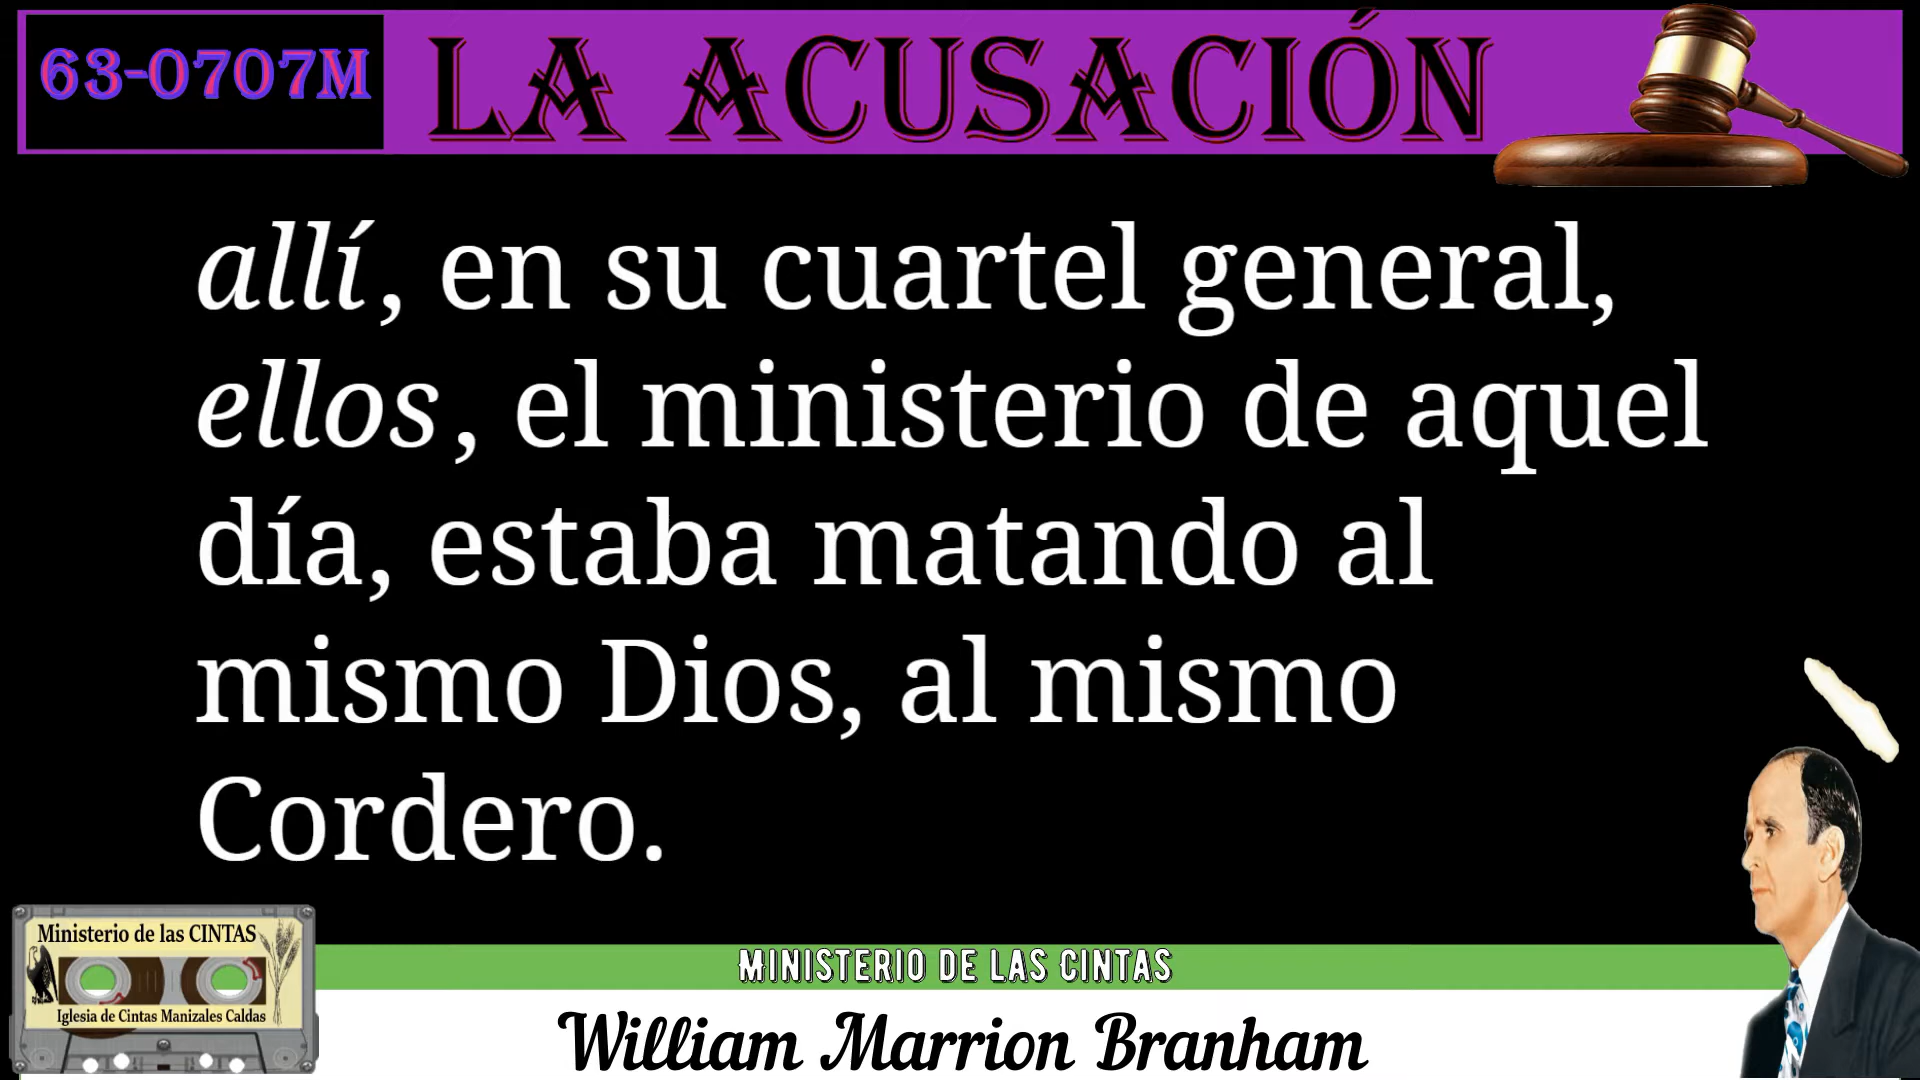 63-0707M
LA ACUSACIÓN
allí, en su cuartel general,
ellos, el ministerio de aquel
día, estaba matando al
mismo Dios, al mismo
Cordero.
Ministerio de las CINTAS
Iglesia de Cintas Manizales Caldas
MINISTERIO DE LAS CINTAS
William Marrion Branham